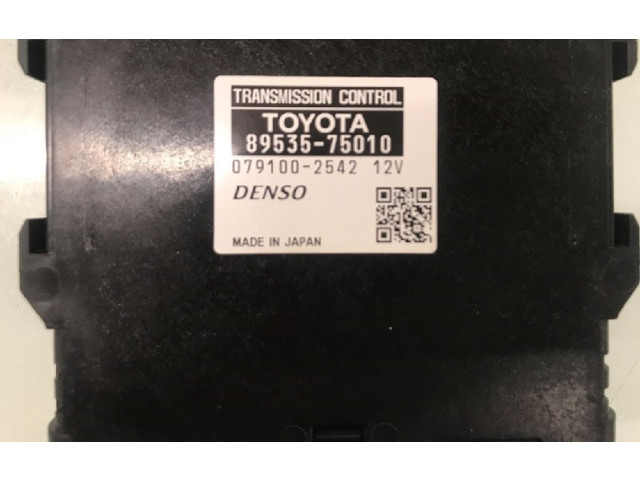 TRANSMISSION CONTROL
TOYOTA
89535-75010
079100-2542 12V
DENSO
MADE IN JAPAN